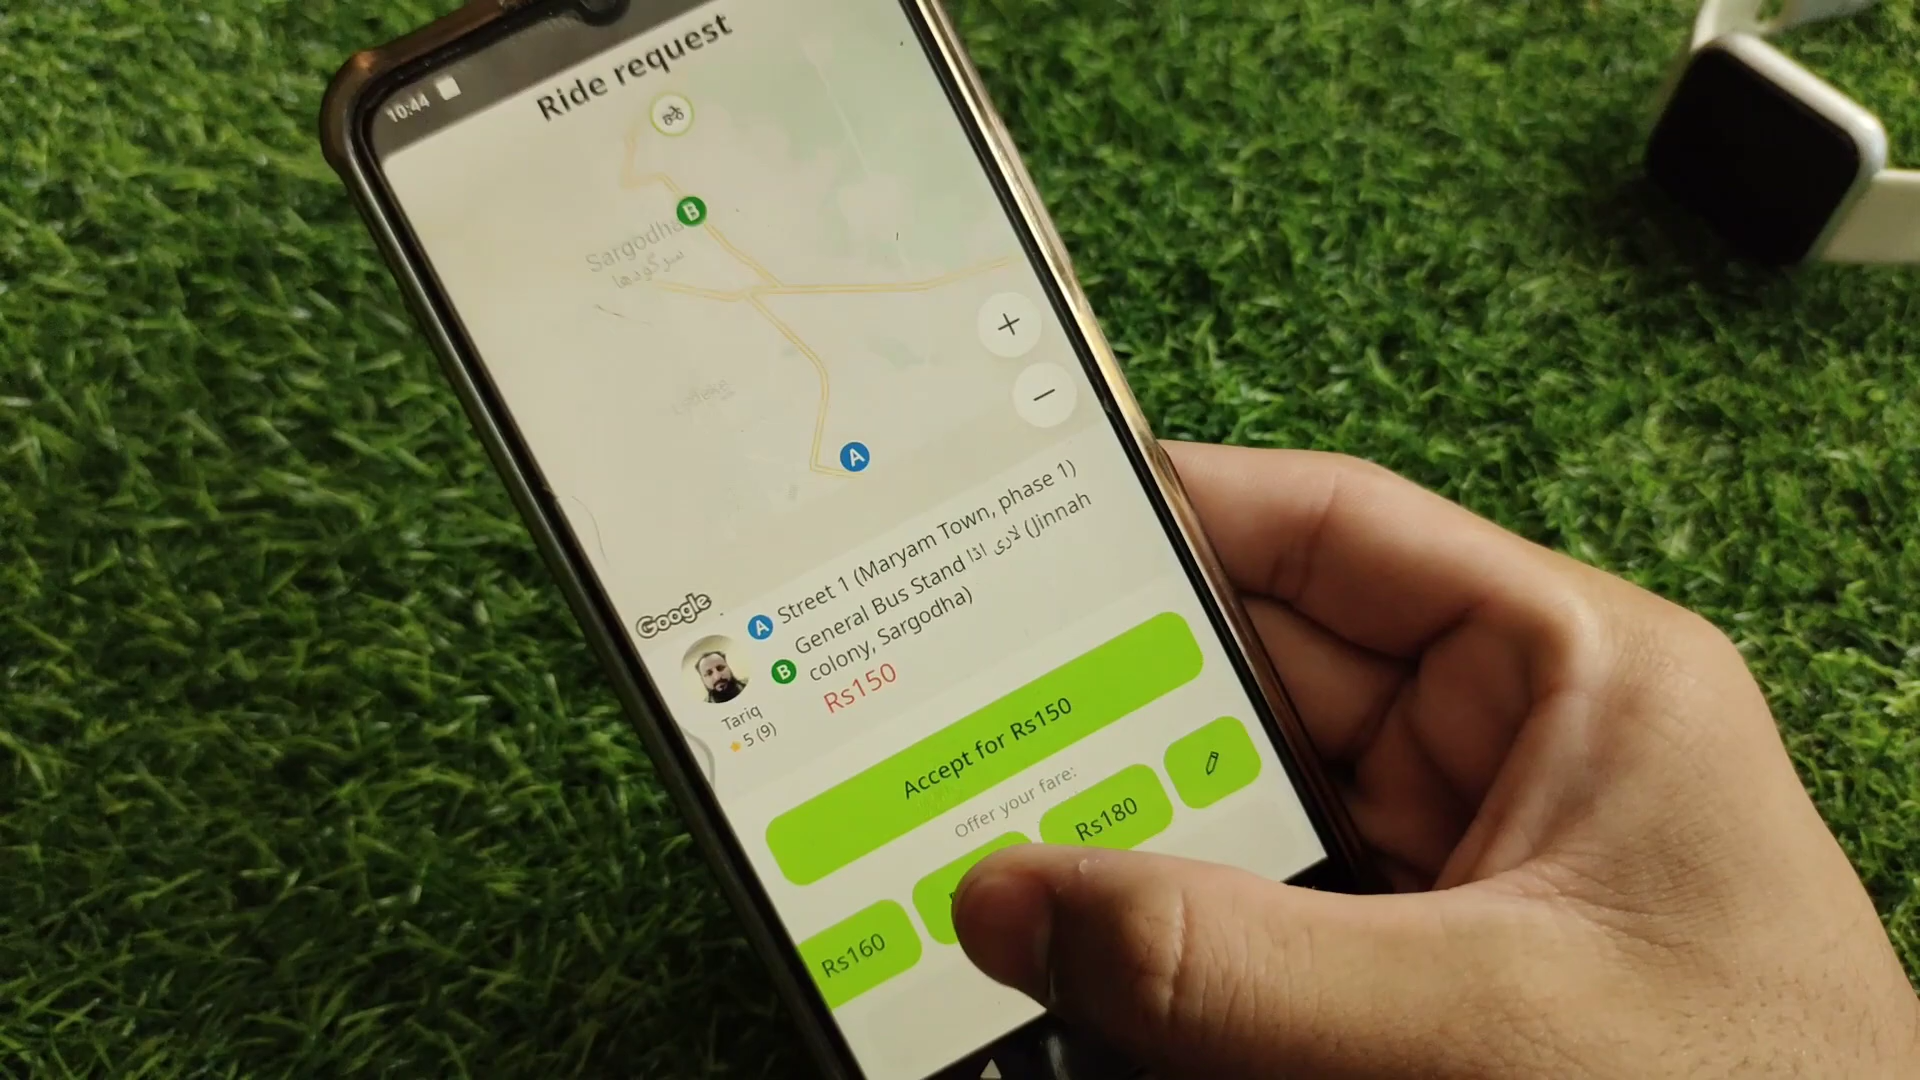 10:44
Ride request
B
Sargodha
سرگودھا
+
−
A
Google
A Street 1 (Maryam Town, phase 1)
B General Bus Stand لاری اڈا (Jinnah
colony, Sargodha)
Rs150
Tariq
5 (9)
Accept for Rs150
Offer your fare:
Rs160
Rs180